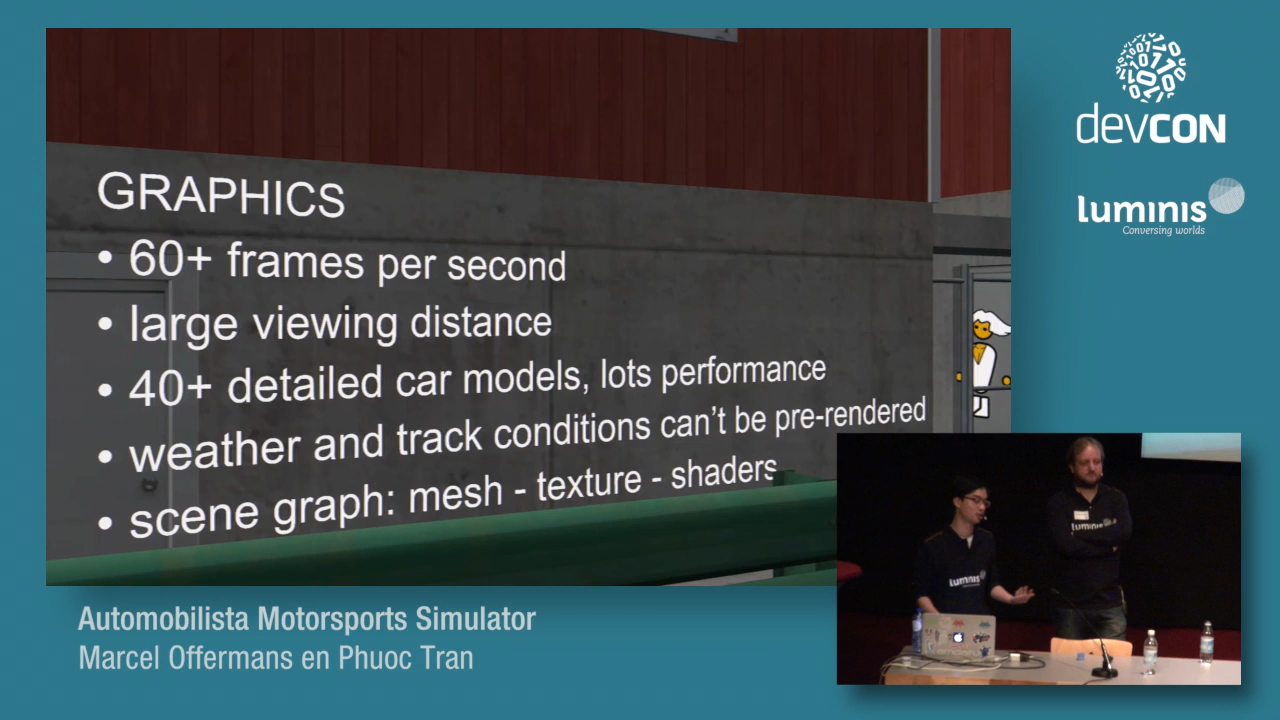 GRAPHICS
• 60+ frames per second
• large viewing distance
• 40+ detailed car models, lots performance
• weather and track conditions can't be pre-rendered
• scene graph: mesh - texture - shaders
devCON
luminis
Conversing worlds
luminis
luminis
Automobilista Motorsports Simulator
Marcel Offermans en Phuoc Tran